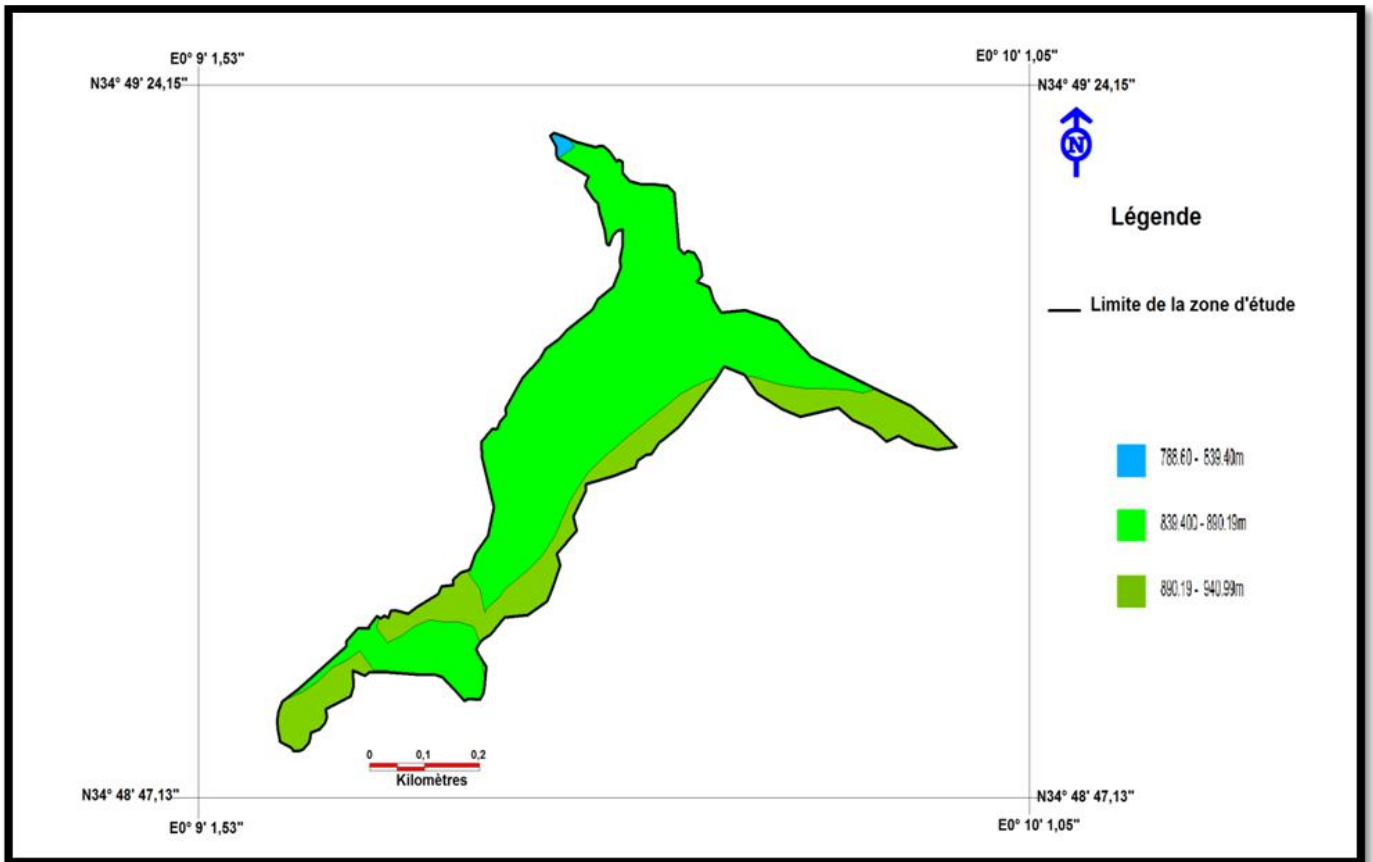 E0° 9' 1,53"
E0° 10' 1,05"
N34° 49' 24,15"
N34° 49' 24,15"
N
Légende
Limite de la zone d'étude
788.60 - 839.40m
839.400 - 890.19m
890.19 - 940.99m
0 0,1 0,2
Kilomètres
N34° 48' 47,13"
N34° 48' 47,13"
E0° 9' 1,53"
E0° 10' 1,05"